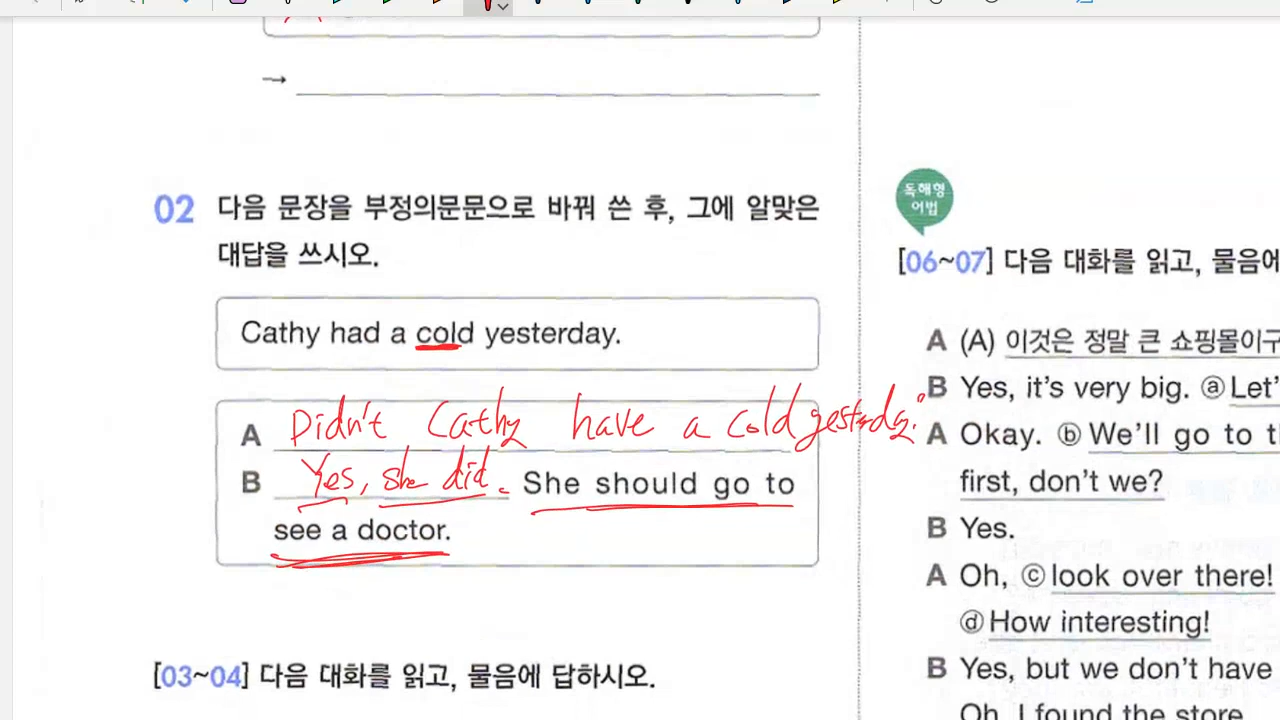 →
02 다음 문장을 부정의문문으로 바꿔 쓴 후, 그에 알맞은
대답을 쓰시오.
Cathy had a cold yesterday.
A Didn't Cathy have a cold yesterday.
B Yes, she did. She should go to
see a doctor.
[03~04] 다음 대화를 읽고, 물음에 답하시오.
독해형
어법
[06~07] 다음 대화를 읽고, 물음에
A (A) 이것은 정말 큰 쇼핑몰이구
B Yes, it's very big. ⓐ Let'
A Okay. ⓑ We'll go to t
first, don't we?
B Yes.
A Oh, ⓒ look over there!
ⓓ How interesting!
B Yes, but we don't have
Oh, I found the store